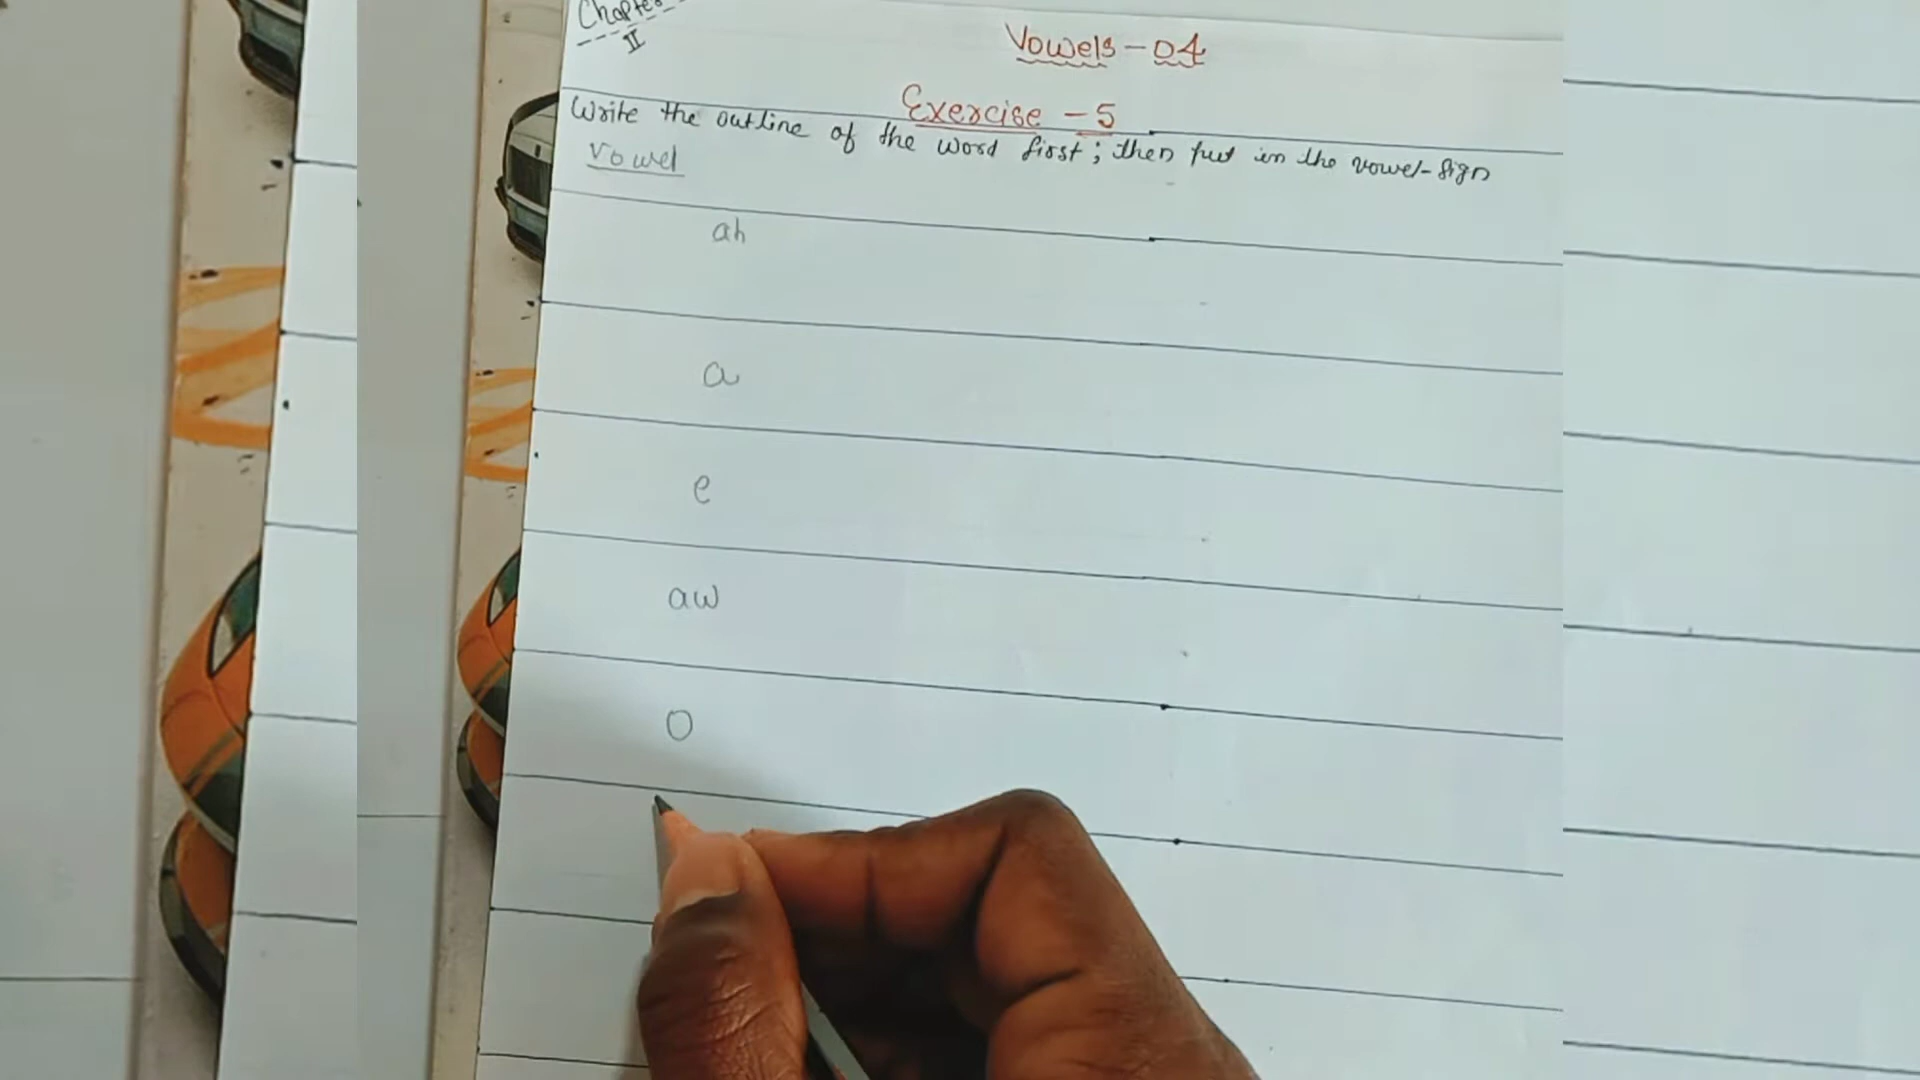 Chapter
II
Vowels - 04
Exercise - 5
Write the outline of the word first; then put in the vowel-sign
Vowel
ah
a
e
aw
O